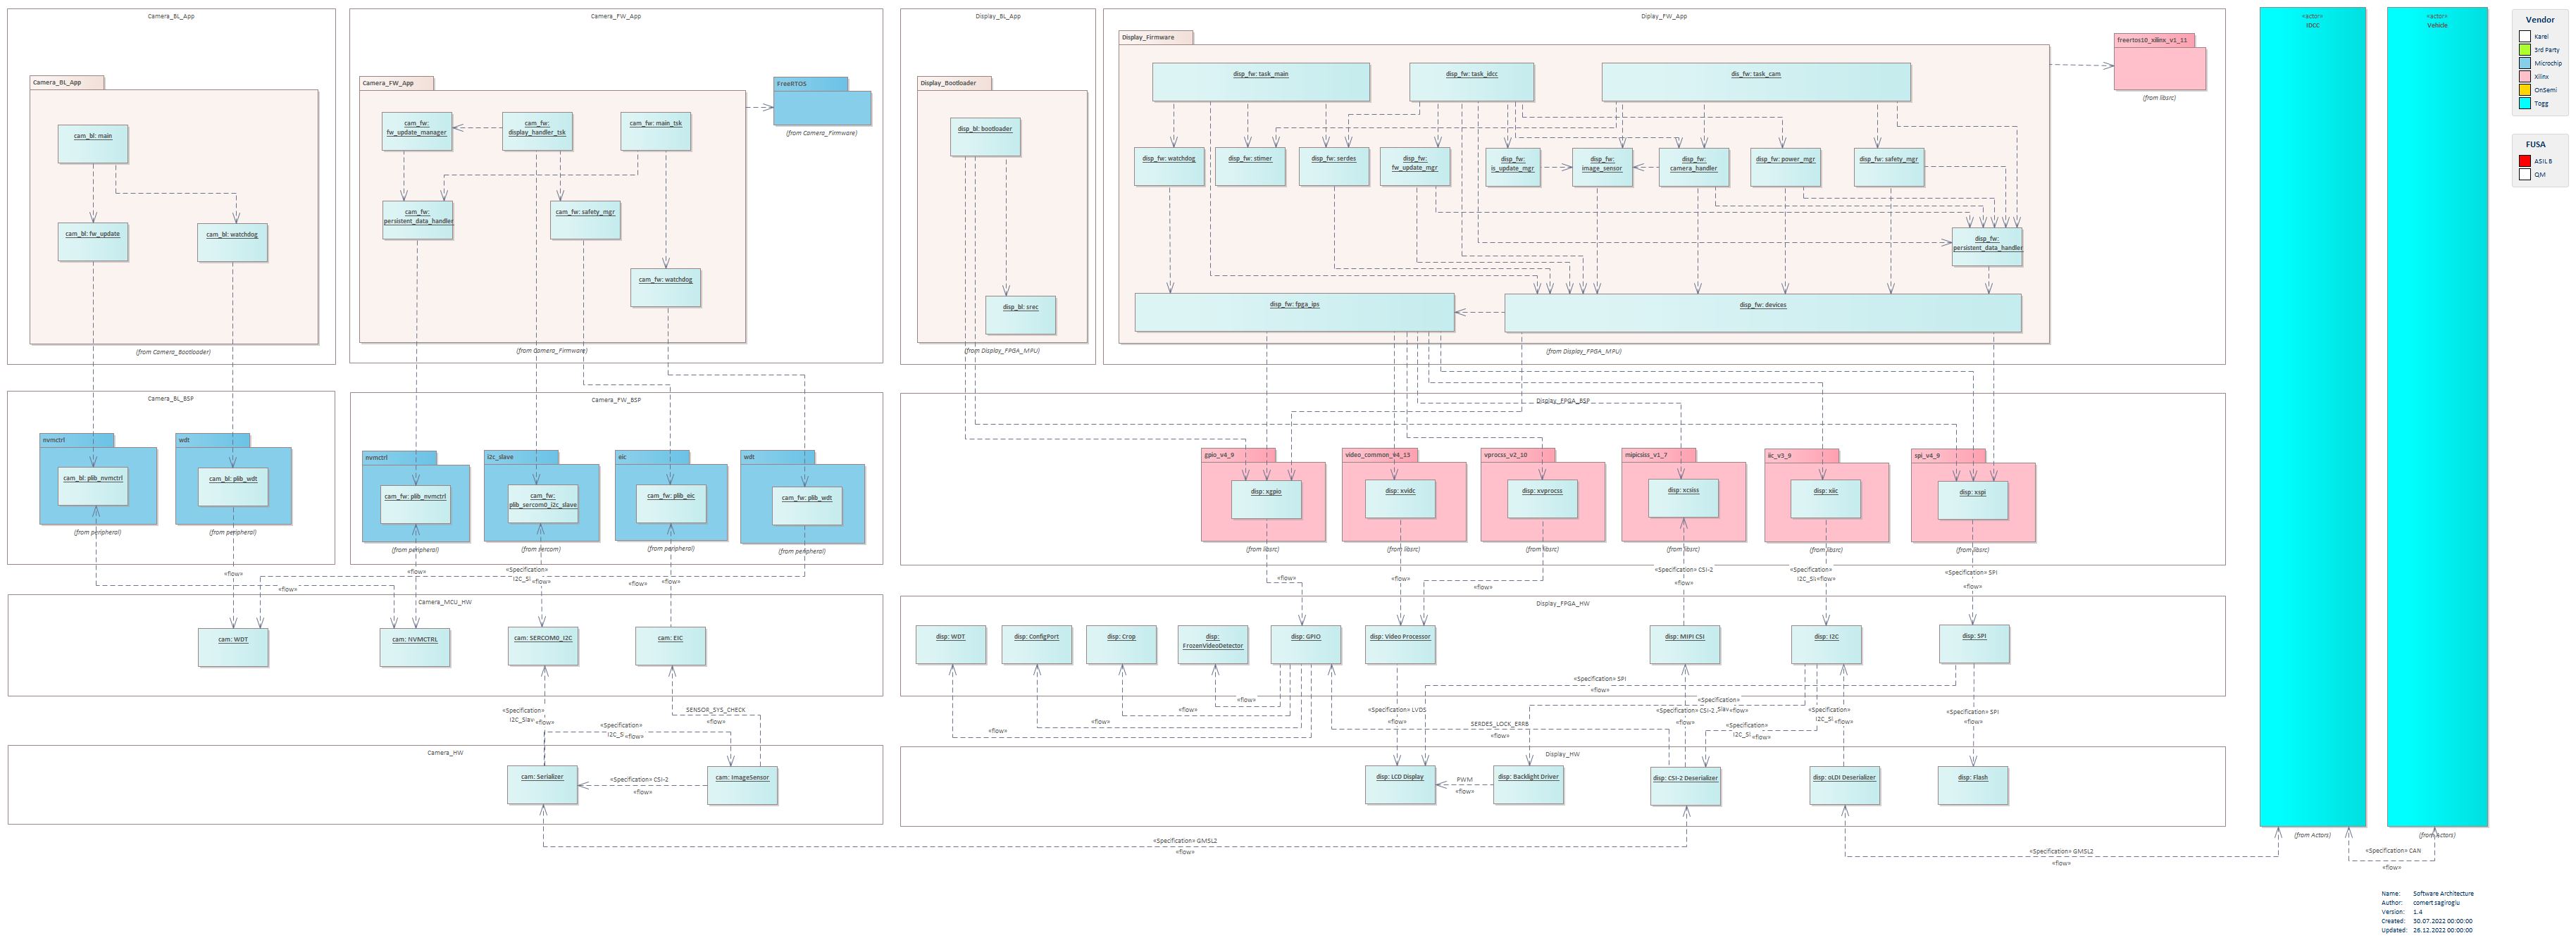 Camera_BL_App
Camera_BL_App
cam_bl: main
cam_bl: fw_update
cam_bl: watchdog
(from Camera_Bootloader)
Camera_FW_App
Camera_FW_App
cam_fw:
fw_update_manager
cam_fw:
display_handler_tsk
cam_fw: main_tsk
cam_fw:
persistent_data_handler
cam_fw: safety_mgr
cam_fw: watchdog
(from Camera_Firmware)
FreeRTOS
(from Camera_Firmware)
Display_BL_App
Display_Bootloader
disp_bl: bootloader
disp_bl: srec
(from Display_FPGA_MPU)
Diplay_FW_App
Display_Firmware
disp_fw: task_main
disp_fw: task_idcc
dis_fw: task_cam
disp_fw: watchdog
disp_fw: stimer
disp_fw: serdes
disp_fw:
fw_update_mgr
disp_fw:
is_update_mgr
disp_fw:
image_sensor
disp_fw:
camera_handler
disp_fw: power_mgr
disp_fw: safety_mgr
disp_fw:
persistent_data_handler
disp_fw: fpga_ips
disp_fw: devices
(from Display_FPGA_MPU)
freertos10_xilinx_v1_11
(from libsrc)
«actor»
IDCC
(from Actors)
«actor»
Vehicle
(from Actors)
Vendor
Karel
3rd Party
Microchip
Xilinx
OnSemi
Togg
FUSA
ASIL B
QM
Camera_BL_BSP
nvmctrl
cam_bl: plib_nvmctrl
(from peripheral)
wdt
cam_bl: plib_wdt
(from peripheral)
Camera_FW_BSP
nvmctrl
cam_fw: plib_nvmctrl
(from peripheral)
i2c_slave
cam_fw:
plib_sercom0_i2c_slave
(from sercom)
eic
cam_fw: plib_eic
(from peripheral)
wdt
cam_fw: plib_wdt
(from peripheral)
Display_FPGA_BSP
gpio_v4_9
disp: xgpio
(from libsrc)
video_common_v4_13
disp: xvidc
(from libsrc)
vprocss_v2_10
disp: xvprocss
(from libsrc)
mipicsiss_v1_7
disp: xcsiss
(from libsrc)
iic_v3_9
disp: xiic
(from libsrc)
spi_v4_9
disp: xspi
(from libsrc)
«flow»
«flow»
«flow»
«Specification»
I2C_Sl
«flow»
«flow»
«flow»
«flow»
«flow»
«flow»
«Specification» CSI-2
«flow»
«Specification»
I2C_Sl
«flow»
«Specification» SPI
«flow»
Camera_MCU_HW
cam: WDT
cam: NVMCTRL
cam: SERCOM0_I2C
cam: EIC
Display_FPGA_HW
disp: WDT
disp: ConfigPort
disp: Crop
disp:
FrozenVideoDetector
disp: GPIO
disp: Video Processor
disp: MIPI CSI
disp: I2C
disp: SPI
«Specification» SPI
«flow»
«flow»
«flow»
«flow»
«flow»
«Specification»
I2C_Slav
«flow»
«Specification»
I2C_S
«flow»
SENSOR_SYS_CHECK
«flow»
«Specification» LVDS
«flow»
SERDES_LOCK_ERRB
«flow»
«Specification»
Slav
«flow»
«Specification» CSI-2
«flow»
«Specification»
I2C_Sl
«flow»
«Specification»
I2C_Sl
«flow»
«Specification» SPI
«flow»
Camera_HW
cam: Serializer
«Specification» CSI-2
«flow»
cam: ImageSensor
Display_HW
disp: LCD Display
PWM
«flow»
disp: Backlight Driver
disp: CSI-2 Deserializer
disp: oLDI Deserializer
disp: Flash
«Specification» GMSL2
«flow»
«Specification» GMSL2
«flow»
«Specification» CAN
«flow»
Name: Software Architecture
Author: comert sagiroglu
Version: 1.4
Created: 30.07.2022 00:00:00
Updated: 26.12.2022 00:00:00